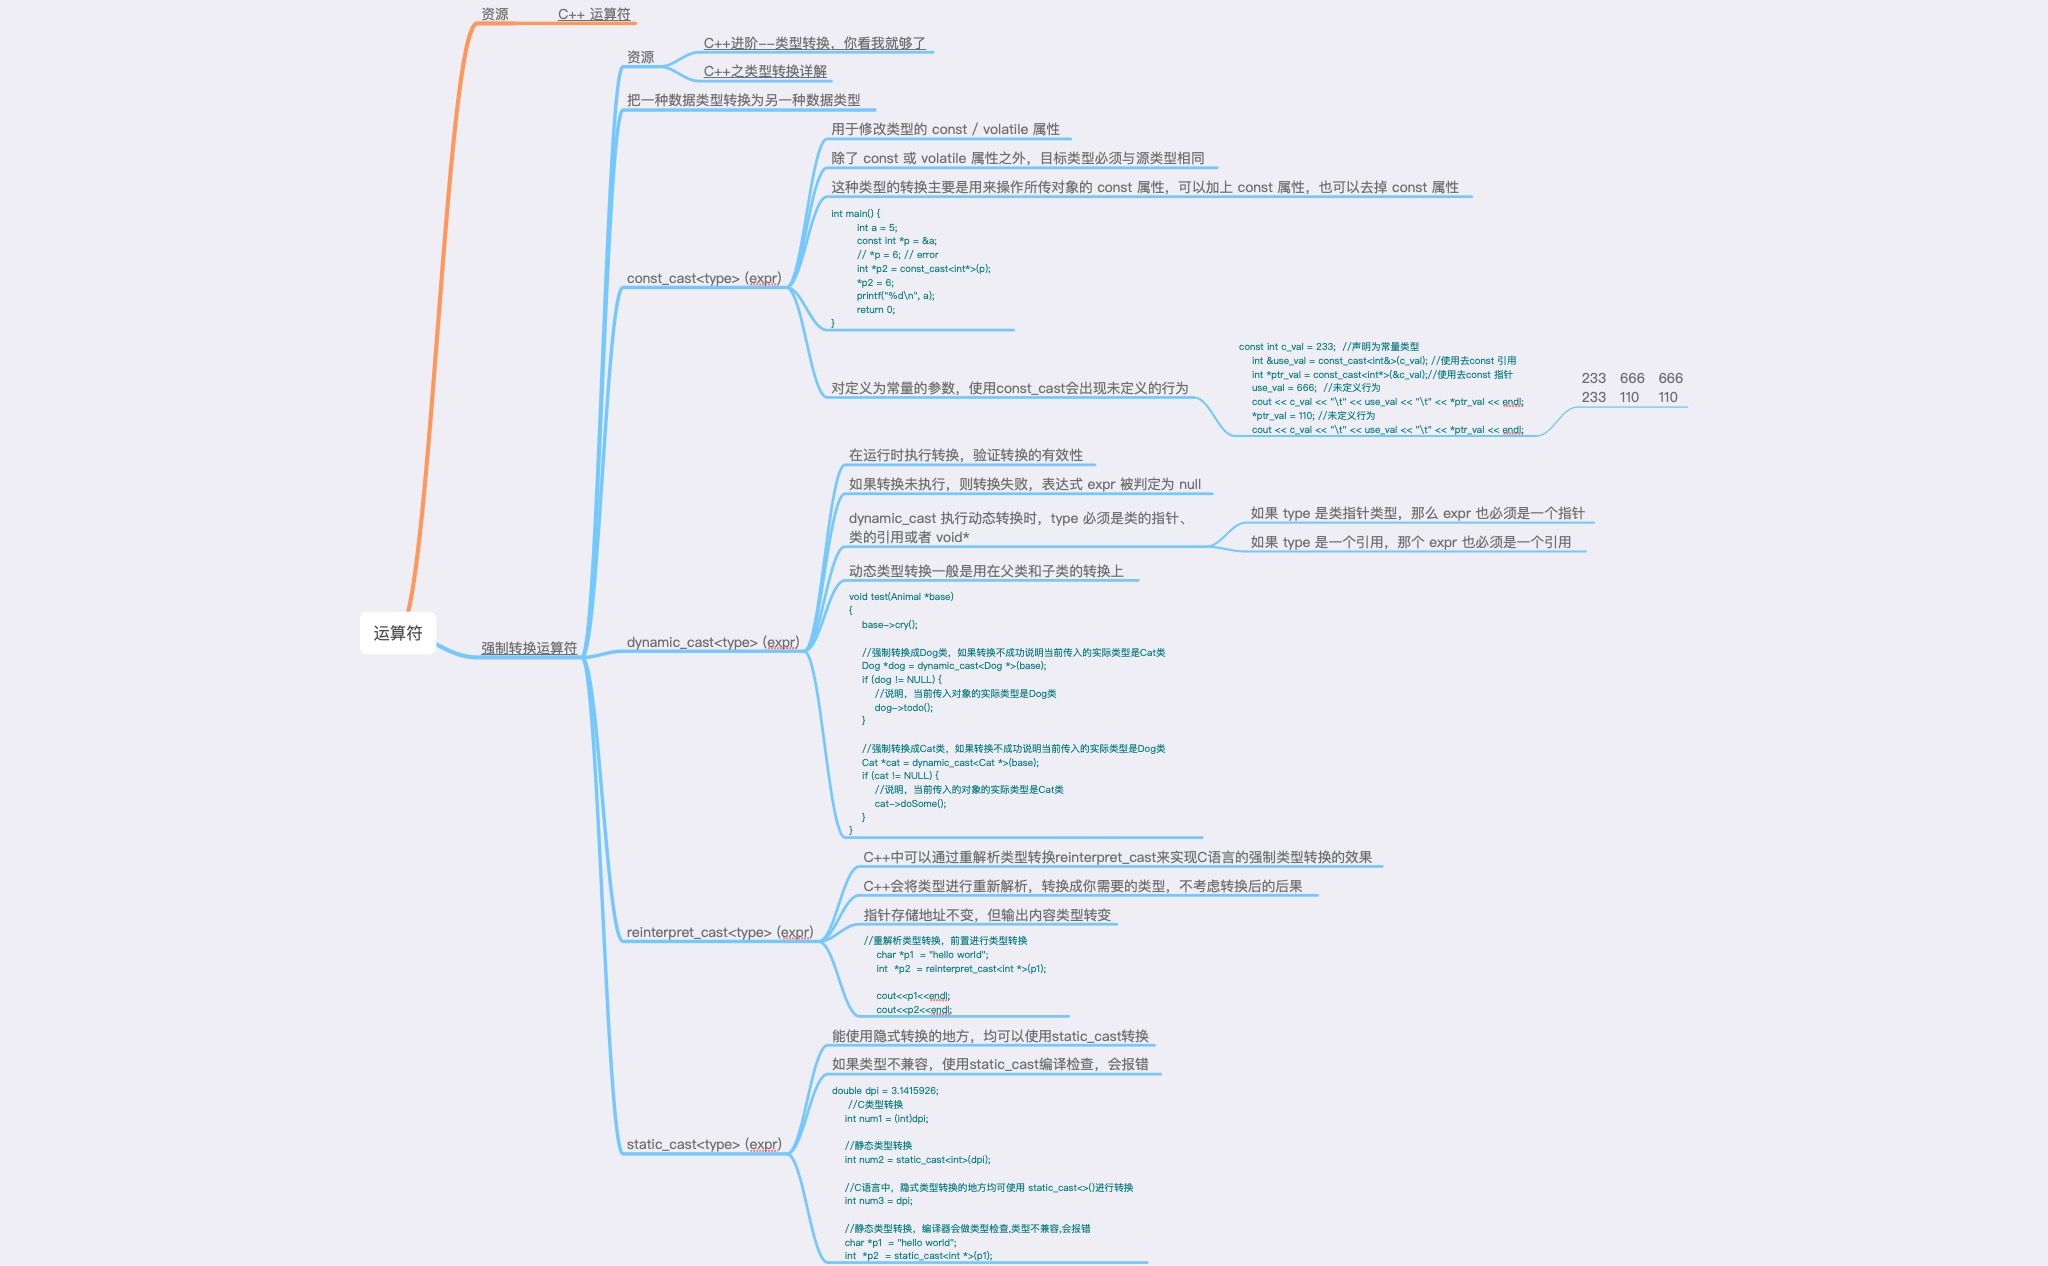 资源
C++ 运算符
资源
C++进阶--类型转换，你看我就够了
C++之类型转换详解
把一种数据类型转换为另一种数据类型
const_cast<type> (expr)
用于修改类型的 const / volatile 属性
除了 const 或 volatile 属性之外，目标类型必须与源类型相同
这种类型的转换主要是用来操作所传对象的 const 属性，可以加上 const 属性，也可以去掉 const 属性
int main() {
int a = 5;
const int *p = &a;
// *p = 6; // error
int *p2 = const_cast<int*>(p);
*p2 = 6;
printf("%d\n", a);
return 0;
}
对定义为常量的参数，使用const_cast会出现未定义的行为
const int c_val = 233;  //声明为常量类型
int &use_val = const_cast<int&>(c_val); //使用去const 引用
int *ptr_val = const_cast<int*>(&c_val);//使用去const 指针
use_val = 666;  //未定义行为
cout << c_val << "\t" << use_val << "\t" << *ptr_val << endl;
*ptr_val = 110; //未定义行为
cout << c_val << "\t" << use_val << "\t" << *ptr_val << endl;
233 666 666
233 110 110
运算符
强制转换运算符
dynamic_cast<type> (expr)
在运行时执行转换，验证转换的有效性
如果转换未执行，则转换失败，表达式 expr 被判定为 null
dynamic_cast 执行动态转换时，type 必须是类的指针、
类的引用或者 void*
如果 type 是类指针类型，那么 expr 也必须是一个指针
如果 type 是一个引用，那个 expr 也必须是一个引用
动态类型转换一般是用在父类和子类的转换上
void test(Animal *base)
{
base->cry();
//强制转换成Dog类，如果转换不成功说明当前传入的实际类型是Cat类
Dog *dog = dynamic_cast<Dog *>(base);
if (dog != NULL) {
//说明，当前传入对象的实际类型是Dog类
dog->todo();
}
//强制转换成Cat类，如果转换不成功说明当前传入的实际类型是Dog类
Cat *cat = dynamic_cast<Cat *>(base);
if (cat != NULL) {
//说明，当前传入的对象的实际类型是Cat类
cat->doSome();
}
}
reinterpret_cast<type> (expr)
C++中可以通过重解析类型转换reinterpret_cast来实现C语言的强制类型转换的效果
C++会将类型进行重新解析，转换成你需要的类型，不考虑转换后的后果
指针存储地址不变，但输出内容类型转变
//重解析类型转换，前置进行类型转换
char *p1  = "hello world";
int  *p2  = reinterpret_cast<int *>(p1);
cout<<p1<<endl;
cout<<p2<<endl;
static_cast<type> (expr)
能使用隐式转换的地方，均可以使用static_cast转换
如果类型不兼容，使用static_cast编译检查，会报错
double dpi = 3.1415926;
//C类型转换
int num1 = (int)dpi;
//静态类型转换
int num2 = static_cast<int>(dpi);
//C语言中，隐式类型转换的地方均可使用 static_cast<>()进行转换
int num3 = dpi;
//静态类型转换，编译器会做类型检查,类型不兼容,会报错
char *p1  = "hello world";
int  *p2  = static_cast<int *>(p1);